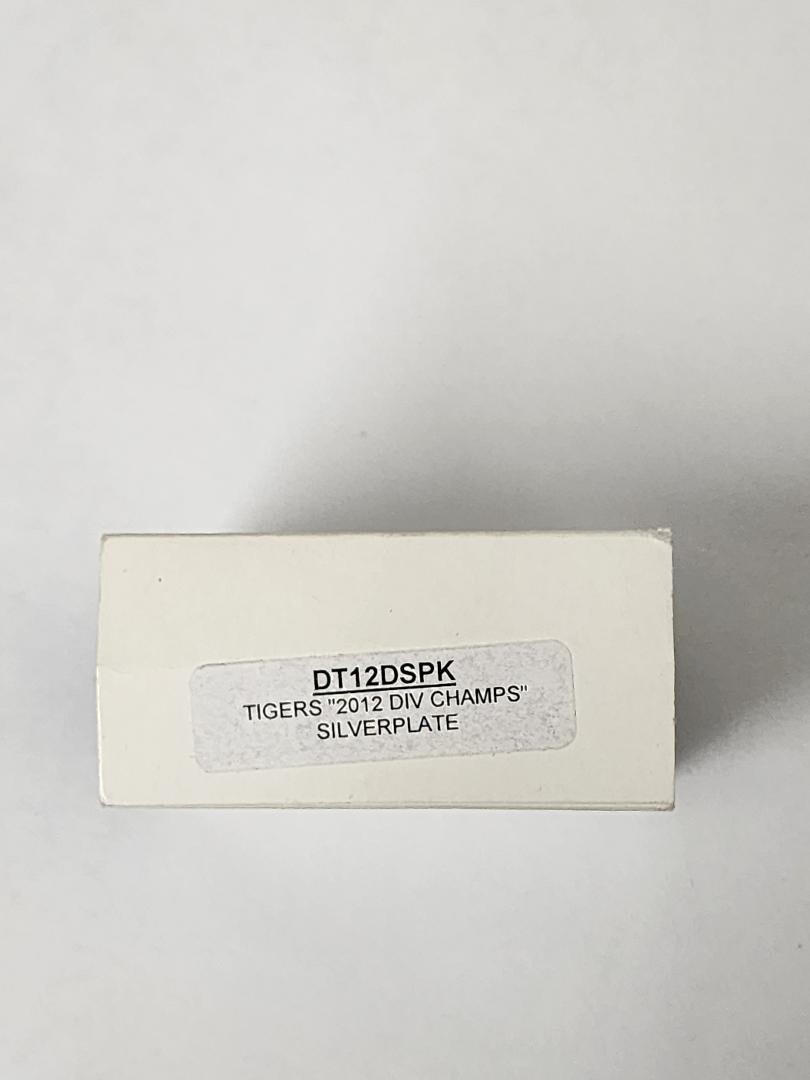 DT12DSPK
TIGERS "2012 DIV CHAMPS"
SILVERPLATE